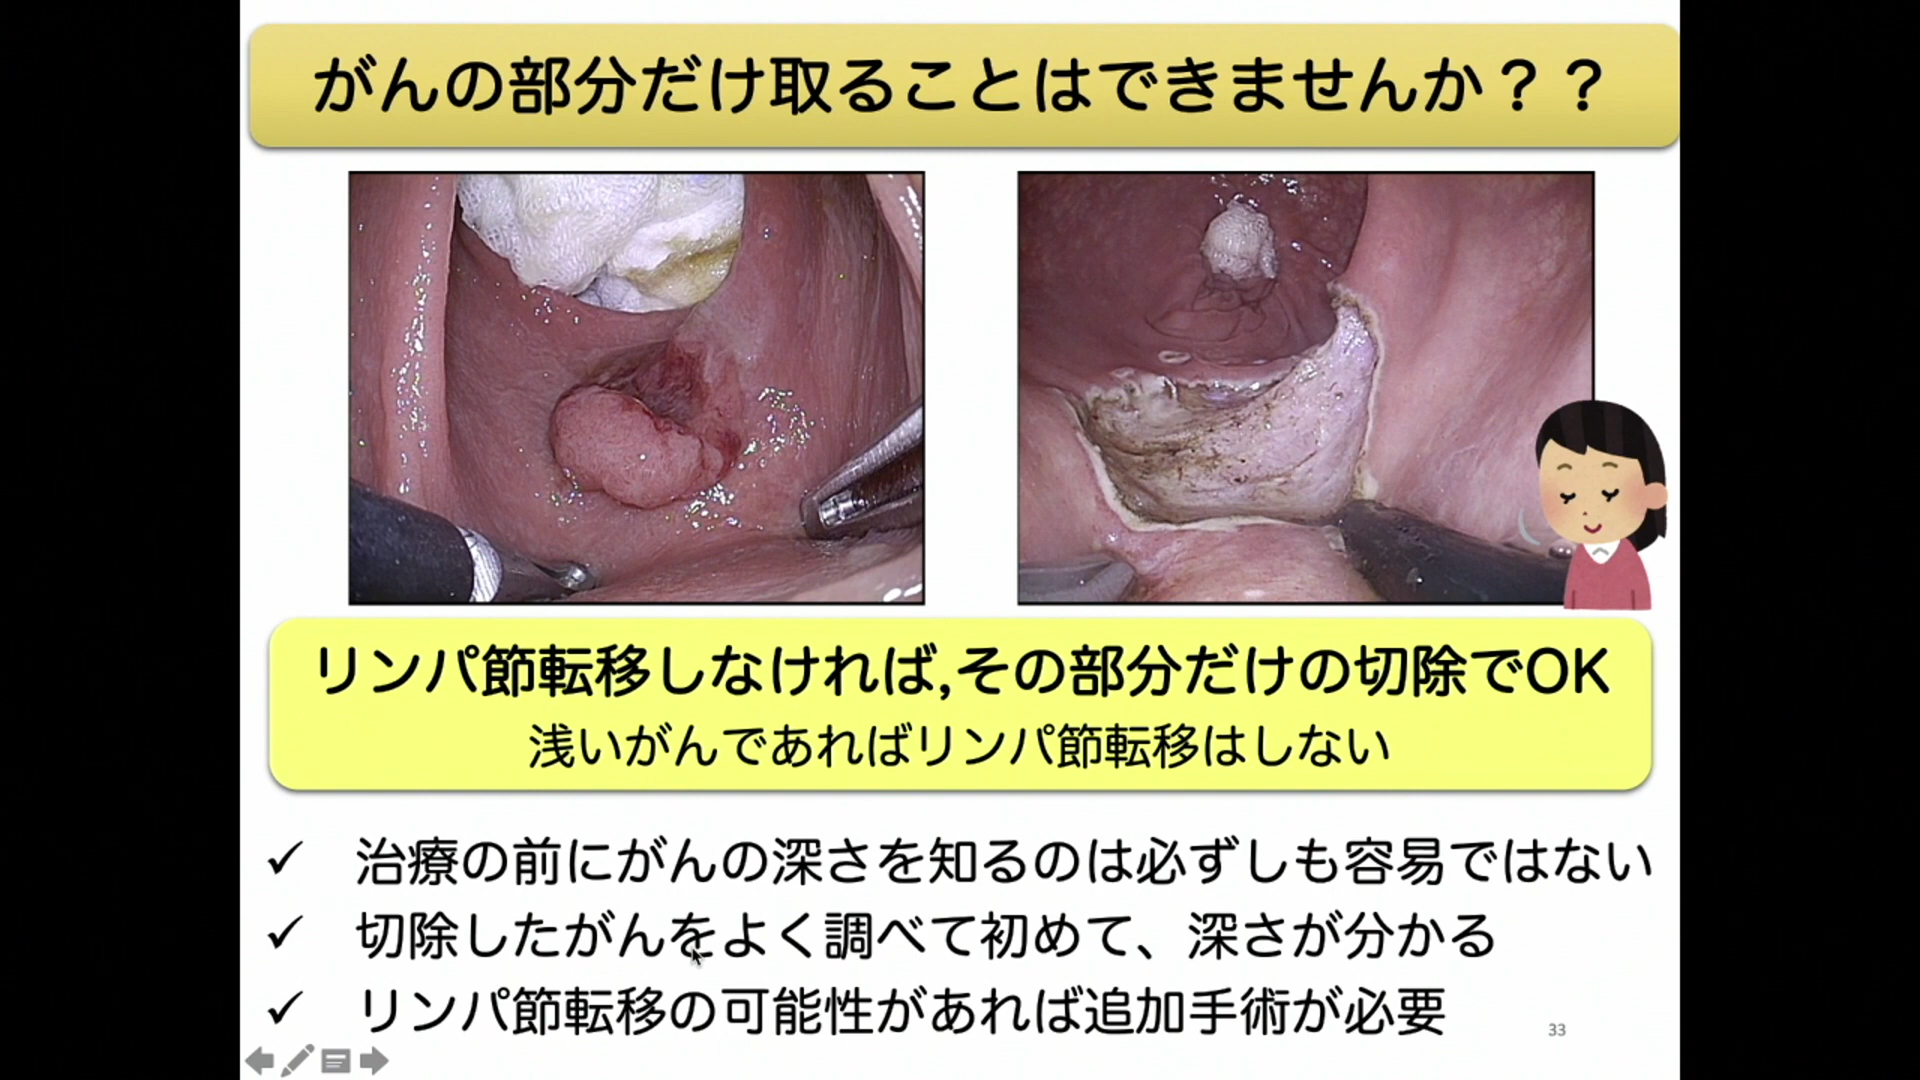 がんの部分だけ取ることはできませんか？？
リンパ節転移しなければ,その部分だけの切除でOK
浅いがんであればリンパ節転移はしない
✓ 治療の前にがんの深さを知るのは必ずしも容易ではない
✓ 切除したがんをよく調べて初めて、深さが分かる
✓ リンパ節転移の可能性があれば追加手術が必要
33